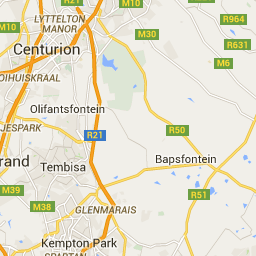 LYTTELTON
MANOR
R21
M10
M10
R964
Centurion
M30
R631
M6
OIHUISKRAAL
Olifantsfontein
JESPARK
R21
R50
rand
Bapsfontein
Tembisa
M39
R51
M38
GLENMARAIS
Kempton Park
SPARTAN